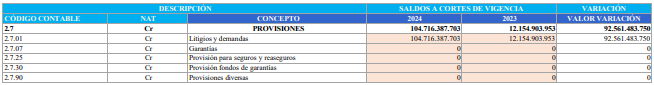 DESCRIPCIÓN SALDOS A CORTES DE VIGENCIA VARIACIÓN
CÓDIGO CONTABLE NAT CONCEPTO 2024 2023 VALOR VARIACIÓN
2.7 Cr PROVISIONES 104.716.387.703 12.154.903.953 92.561.483.750
2.7.01 Cr Litigios y demandas 104.716.387.703 12.154.903.953 92.561.483.750
2.7.07 Cr Garantías 0 0 0
2.7.25 Cr Provisión para seguros y reaseguros 0 0 0
2.7.30 Cr Provisión fondos de garantías 0 0 0
2.7.90 Cr Provisiones diversas 0 0 0